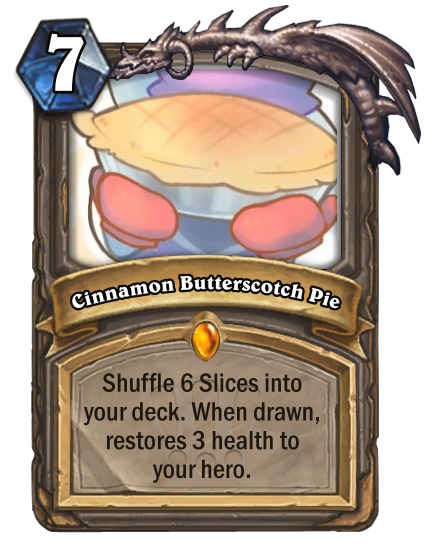 7
Cinnamon Butterscotch Pie
Shuffle 6 Slices into
your deck. When drawn,
restores 3 health to
your hero.